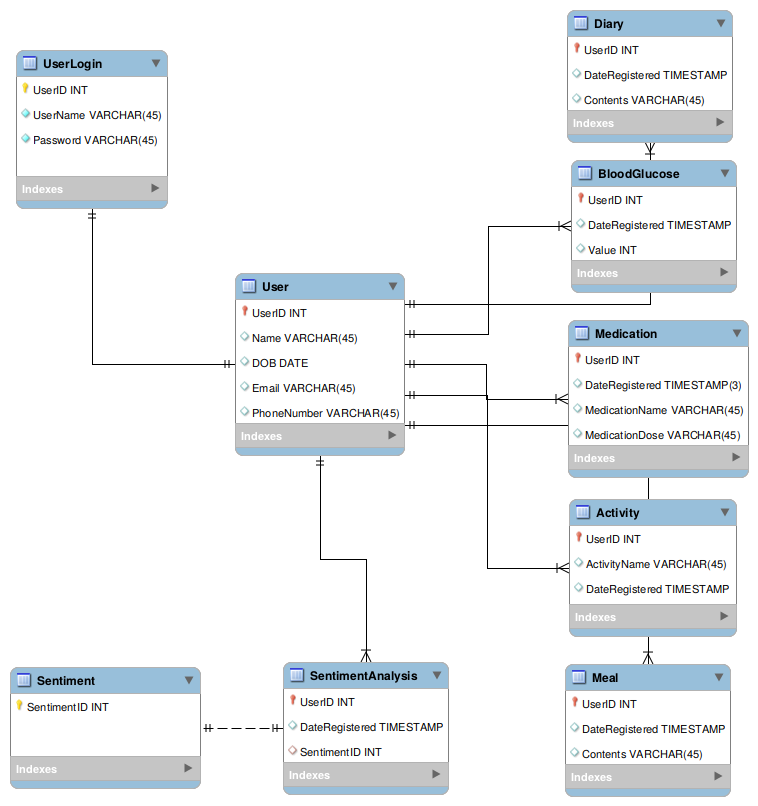 UserLogin
UserID INT
UserName VARCHAR(45)
Password VARCHAR(45)
Indexes
User
UserID INT
Name VARCHAR(45)
DOB DATE
Email VARCHAR(45)
PhoneNumber VARCHAR(45)
Indexes
Diary
UserID INT
DateRegistered TIMESTAMP
Contents VARCHAR(45)
Indexes
BloodGlucose
UserID INT
DateRegistered TIMESTAMP
Value INT
Indexes
Medication
UserID INT
DateRegistered TIMESTAMP(3)
MedicationName VARCHAR(45)
MedicationDose VARCHAR(45)
Indexes
Activity
UserID INT
ActivityName VARCHAR(45)
DateRegistered TIMESTAMP
Indexes
Sentiment
SentimentID INT
Indexes
SentimentAnalysis
UserID INT
DateRegistered TIMESTAMP
SentimentID INT
Indexes
Meal
UserID INT
DateRegistered TIMESTAMP
Contents VARCHAR(45)
Indexes